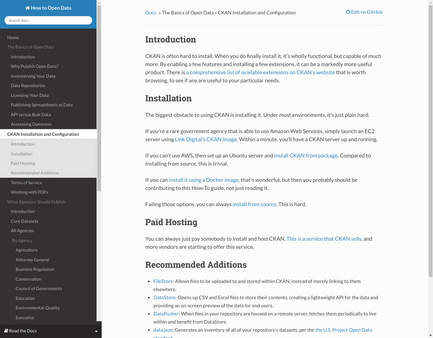 How to Open Data
Search docs
Home
The Basics of Open Data
Introduction
Why Publish Open Data?
Inventorying Your Data
Data Repositories
Licensing Your Data
Publishing Spreadsheets as Data
API versus Bulk Data
Assessing Openness
CKAN Installation and Configuration
Introduction
Installation
Paid Hosting
Recommended Additions
Terms of Service
Working with PDFs
What Agencies Should Publish
Introduction
Core Datasets
All Agencies
By Agency
Agriculture
Attorney General
Business Regulation
Conservation
Council of Governments
Education
Environmental Quality
Executive
Read the Docs
Docs » The Basics of Open Data » CKAN Installation and Configuration
Edit on GitHub
Introduction
CKAN is often hard to install. When you do finally install it, it's wholly functional, but capable of much
more. By enabling a few features and installing a few extensions, it can be a markedly more useful
product. There is a comprehensive list of available extensions on CKAN's website that is worth
browsing, to see if any are useful to your particular needs.
Installation
The biggest obstacle to using CKAN is installing it. Under most environments, it's just plain hard.
If you're a rare government agency that is able to use Amazon Web Services, simply launch an EC2
server using Link Digital's CKAN image. Within a minute, you'll have a CKAN server up and running.
If you can't use AWS, then set up an Ubuntu server and install CKAN from package. Compared to
installing from source, this is trivial.
If you can install it using a Docker image, that's wonderful, but then you probably should be
contributing to this How-To guide, not just reading it.
Failing those options, you can always install from source. This is hard.
Paid Hosting
You can always just pay somebody to install and host CKAN. This is a service that CKAN sells, and
more vendors are starting to offer this service.
Recommended Additions
• FileStore: Allows files to be uploaded to and stored within CKAN, instead of merely linking to them
elsewhere.
• DataStore: Opens up CSV and Excel files to store their contents, creating a lightweight API for the data and
providing an on-screen preview of the data for end users.
• DataPusher: When files in your repository are housed on a remote server, fetches them periodically to live
within and benefit from DataStore.
• data.json: Generates an inventory of all of your repository's datasets, per the the U.S. Project Open Data